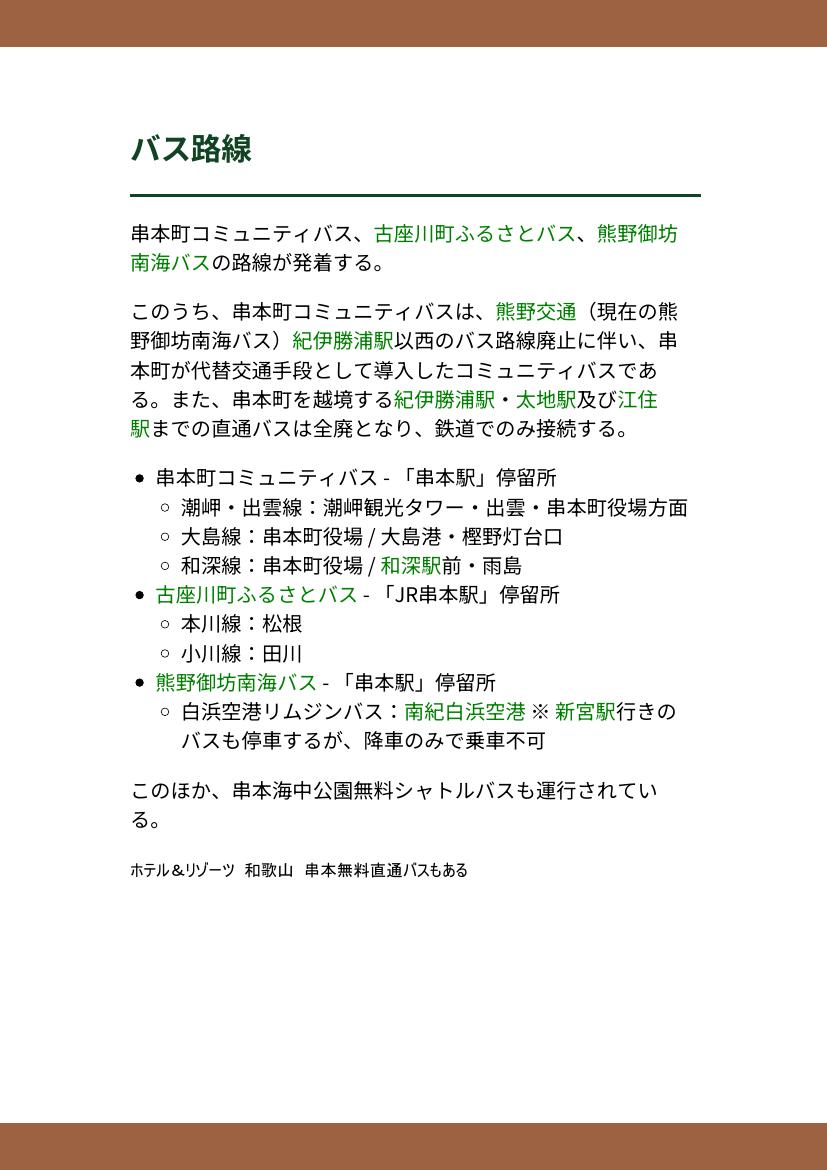 バス路線
串本町コミュニティバス、古座川町ふるさとバス、熊野御坊
南海バスの路線が発着する。
このうち、串本町コミュニティバスは、熊野交通（現在の熊
野御坊南海バス）紀伊勝浦駅以西のバス路線廃止に伴い、串
本町が代替交通手段として導入したコミュニティバスであ
る。また、串本町を越境する紀伊勝浦駅・太地駅及び江住
駅までの直通バスは全廃となり、鉄道でのみ接続する。
• 串本町コミュニティバス - 「串本駅」停留所
◦ 潮岬・出雲線：潮岬観光タワー・出雲・串本町役場方面
◦ 大島線：串本町役場 / 大島港・樫野灯台口
◦ 和深線：串本町役場 / 和深駅前・雨島
• 古座川町ふるさとバス - 「JR串本駅」停留所
◦ 本川線：松根
◦ 小川線：田川
• 熊野御坊南海バス - 「串本駅」停留所
◦ 白浜空港リムジンバス：南紀白浜空港 ※ 新宮駅行きの
バスも停車するが、降車のみで乗車不可
このほか、串本海中公園無料シャトルバスも運行されてい
る。
ホテル＆リゾーツ 和歌山 串本無料直通バスもある